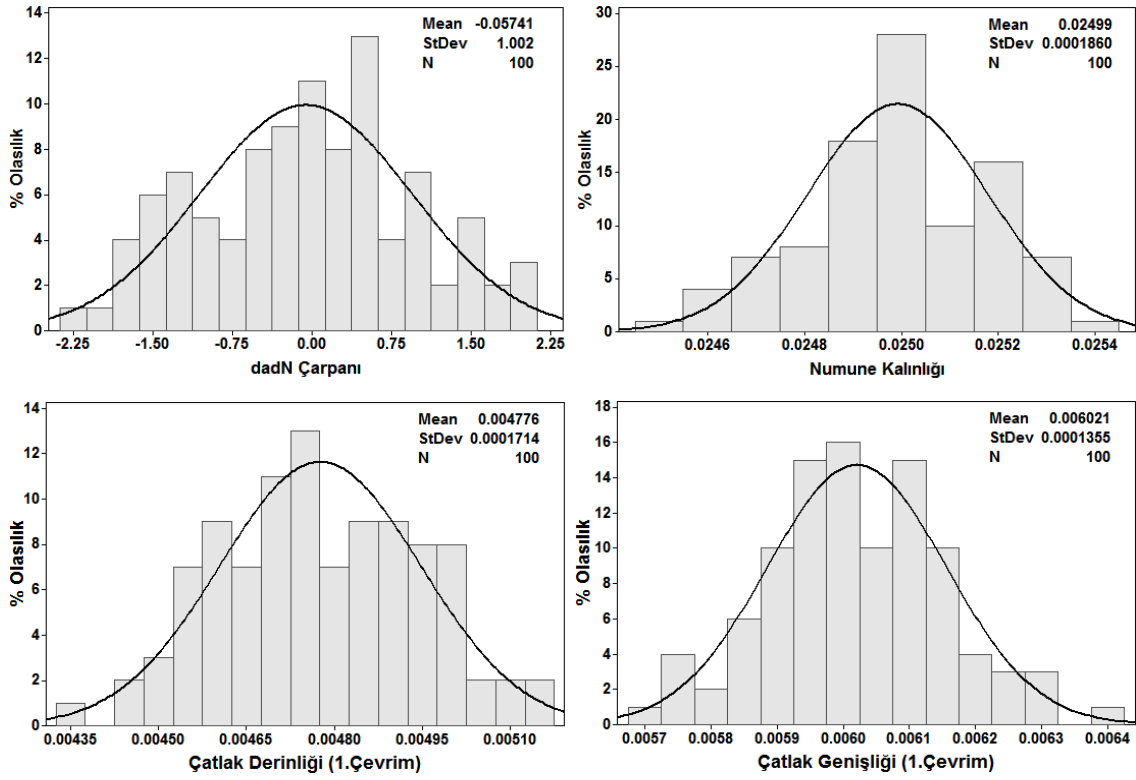 14
12
10
8
6
4
2
0
% Olasılık
Mean -0.05741
StDev 1.002
N 100
-2.25 -1.50 -0.75 0.00 0.75 1.50 2.25
dadN Çarpanı
30
25
20
15
10
5
0
% Olasılık
Mean 0.02499
StDev 0.0001860
N 100
0.0246 0.0248 0.0250 0.0252 0.0254
Numune Kalınlığı
14
12
10
8
6
4
2
0
% Olasılık
Mean 0.004776
StDev 0.0001714
N 100
0.00435 0.00450 0.00465 0.00480 0.00495 0.00510
Çatlak Derinliği (1.Çevrim)
18
16
14
12
10
8
6
4
2
0
% Olasılık
Mean 0.006021
StDev 0.0001355
N 100
0.0057 0.0058 0.0059 0.0060 0.0061 0.0062 0.0063 0.0064
Çatlak Genişliği (1.Çevrim)